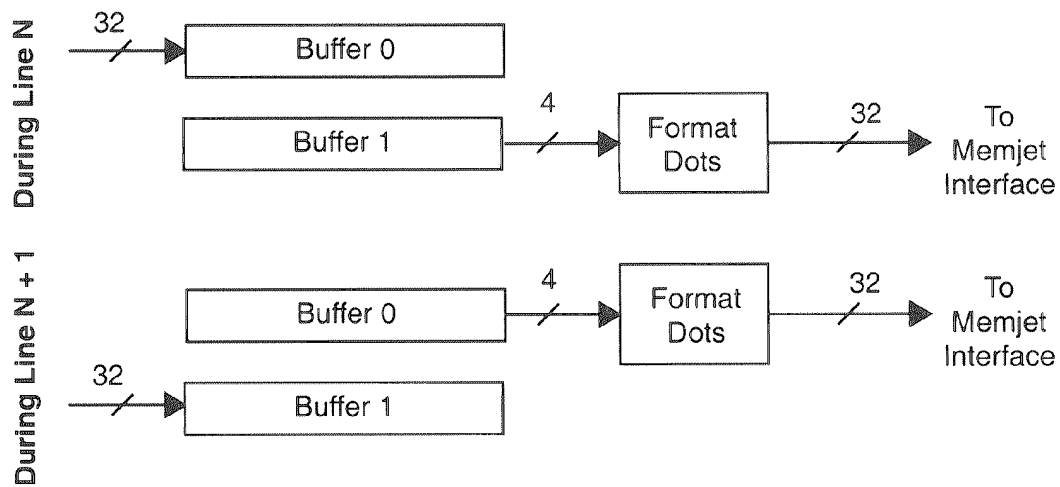 During Line N
32
Buffer 0
Buffer 1
4
Format
Dots
32
To
Memjet
Interface
During Line N + 1
Buffer 0
4
Format
Dots
32
To
Memjet
Interface
32
Buffer 1